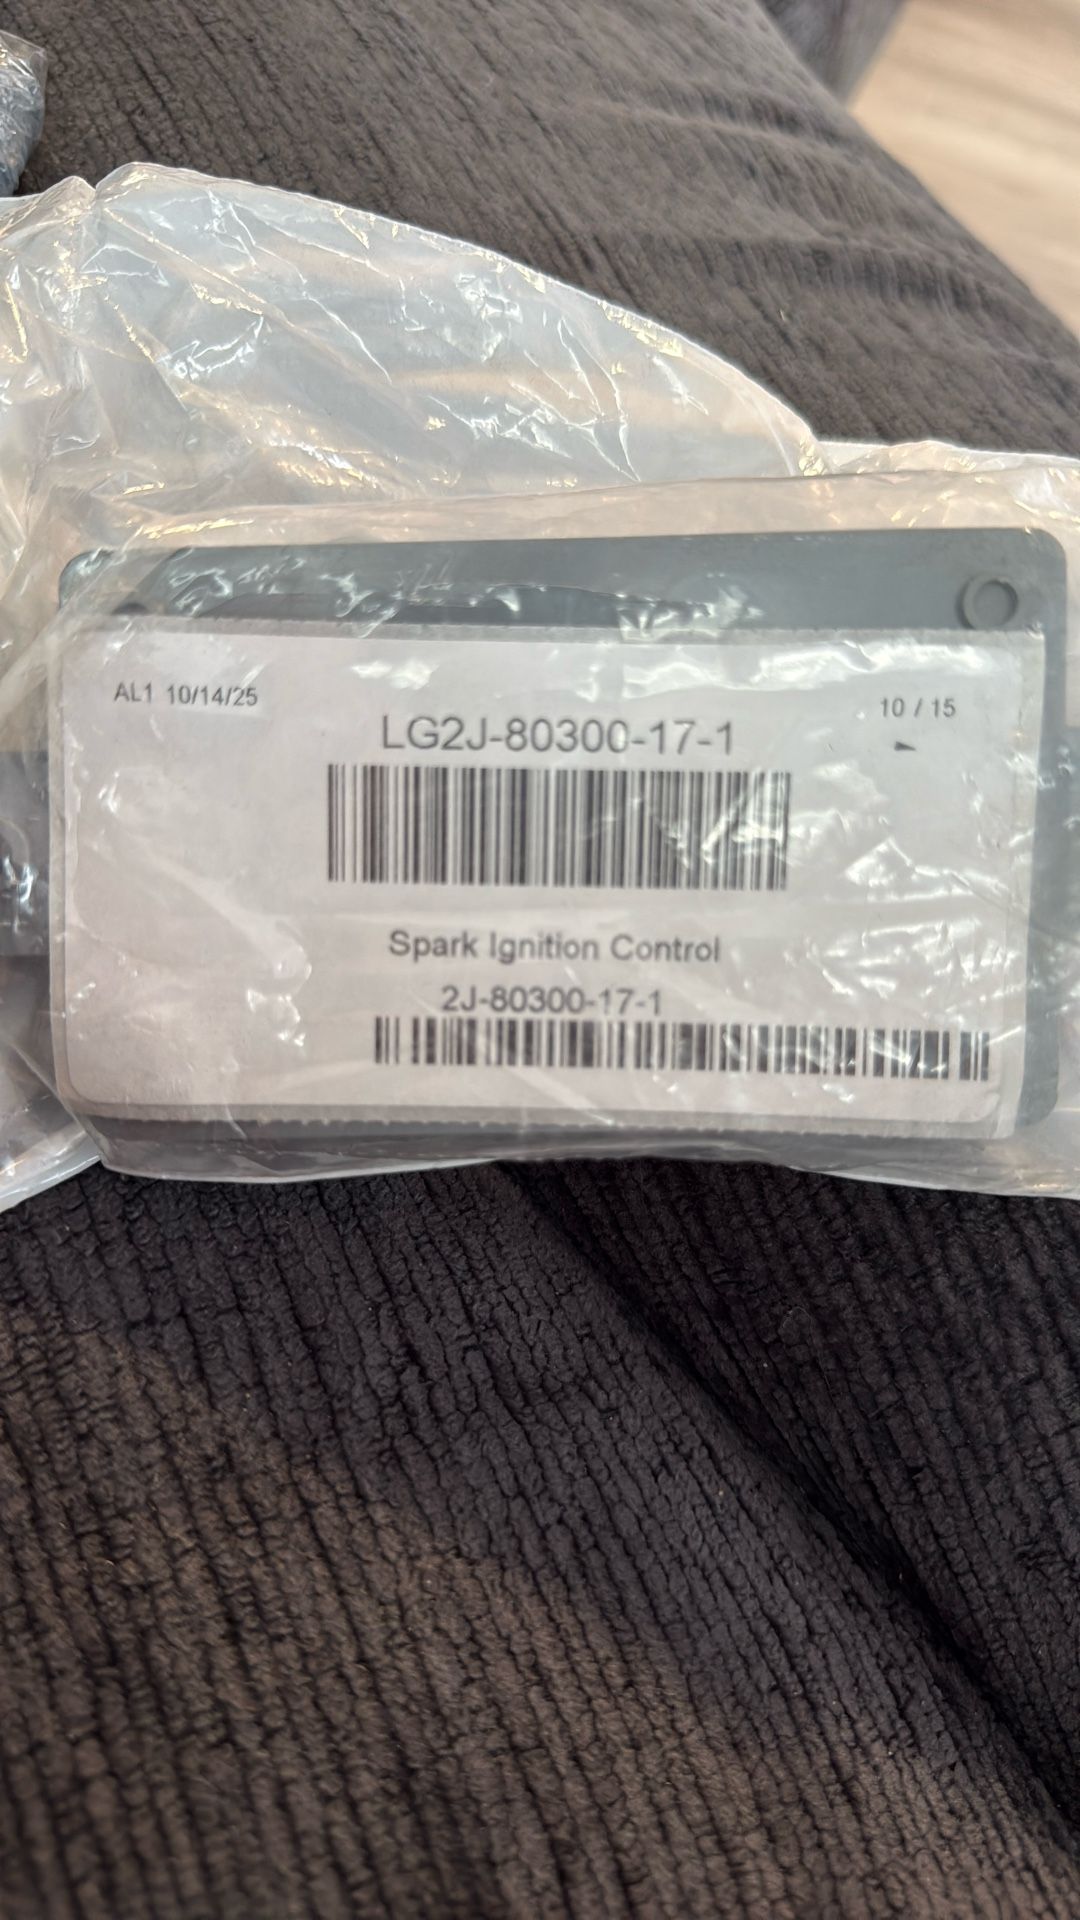 AL1 10/14/25
10 / 15
LG2J-80300-17-1
Spark Ignition Control
2J-80300-17-1